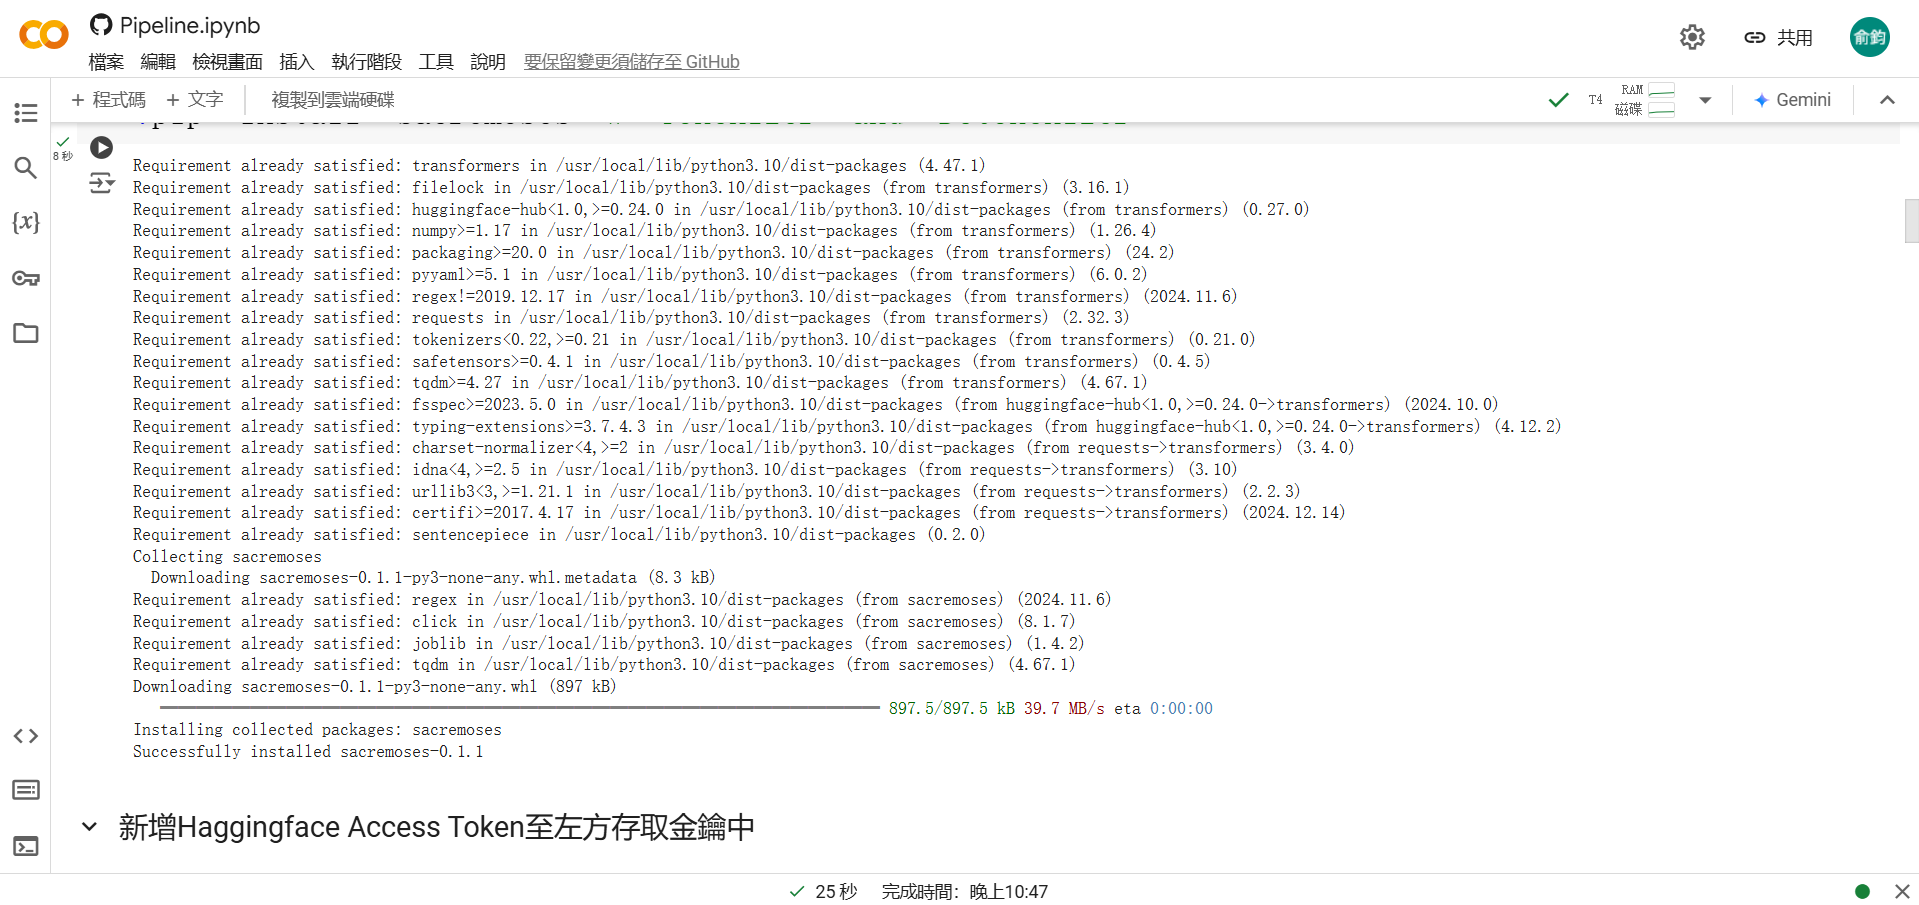 Pipeline.ipynb
檔案 編輯 檢視畫面 插入 執行階段 工具 說明 要保留變更須儲存至 GitHub
共用
俞鈞
+ 程式碼 + 文字 複製到雲端硬碟
T4 RAM 磁碟 Gemini
8 秒
Requirement already satisfied: transformers in /usr/local/lib/python3.10/dist-packages (4.47.1)
Requirement already satisfied: filelock in /usr/local/lib/python3.10/dist-packages (from transformers) (3.16.1)
Requirement already satisfied: huggingface-hub<1.0,>=0.24.0 in /usr/local/lib/python3.10/dist-packages (from transformers) (0.27.0)
Requirement already satisfied: numpy>=1.17 in /usr/local/lib/python3.10/dist-packages (from transformers) (1.26.4)
Requirement already satisfied: packaging>=20.0 in /usr/local/lib/python3.10/dist-packages (from transformers) (24.2)
Requirement already satisfied: pyyaml>=5.1 in /usr/local/lib/python3.10/dist-packages (from transformers) (6.0.2)
Requirement already satisfied: regex!=2019.12.17 in /usr/local/lib/python3.10/dist-packages (from transformers) (2024.11.6)
Requirement already satisfied: requests in /usr/local/lib/python3.10/dist-packages (from transformers) (2.32.3)
Requirement already satisfied: tokenizers<0.22,>=0.21 in /usr/local/lib/python3.10/dist-packages (from transformers) (0.21.0)
Requirement already satisfied: safetensors>=0.4.1 in /usr/local/lib/python3.10/dist-packages (from transformers) (0.4.5)
Requirement already satisfied: tqdm>=4.27 in /usr/local/lib/python3.10/dist-packages (from transformers) (4.67.1)
Requirement already satisfied: fsspec>=2023.5.0 in /usr/local/lib/python3.10/dist-packages (from huggingface-hub<1.0,>=0.24.0->transformers) (2024.10.0)
Requirement already satisfied: typing-extensions>=3.7.4.3 in /usr/local/lib/python3.10/dist-packages (from huggingface-hub<1.0,>=0.24.0->transformers) (4.12.2)
Requirement already satisfied: charset-normalizer<4,>=2 in /usr/local/lib/python3.10/dist-packages (from requests->transformers) (3.4.0)
Requirement already satisfied: idna<4,>=2.5 in /usr/local/lib/python3.10/dist-packages (from requests->transformers) (3.10)
Requirement already satisfied: urllib3<3,>=1.21.1 in /usr/local/lib/python3.10/dist-packages (from requests->transformers) (2.2.3)
Requirement already satisfied: certifi>=2017.4.17 in /usr/local/lib/python3.10/dist-packages (from requests->transformers) (2024.12.14)
Requirement already satisfied: sentencepiece in /usr/local/lib/python3.10/dist-packages (0.2.0)
Collecting sacremoses
Downloading sacremoses-0.1.1-py3-none-any.whl.metadata (8.3 kB)
Requirement already satisfied: regex in /usr/local/lib/python3.10/dist-packages (from sacremoses) (2024.11.6)
Requirement already satisfied: click in /usr/local/lib/python3.10/dist-packages (from sacremoses) (8.1.7)
Requirement already satisfied: joblib in /usr/local/lib/python3.10/dist-packages (from sacremoses) (1.4.2)
Requirement already satisfied: tqdm in /usr/local/lib/python3.10/dist-packages (from sacremoses) (4.67.1)
Downloading sacremoses-0.1.1-py3-none-any.whl (897 kB)
897.5/897.5 kB 39.7 MB/s eta 0:00:00
Installing collected packages: sacremoses
Successfully installed sacremoses-0.1.1
新增Haggingface Access Token至左方存取金鑰中
25 秒 完成時間：晚上10:47